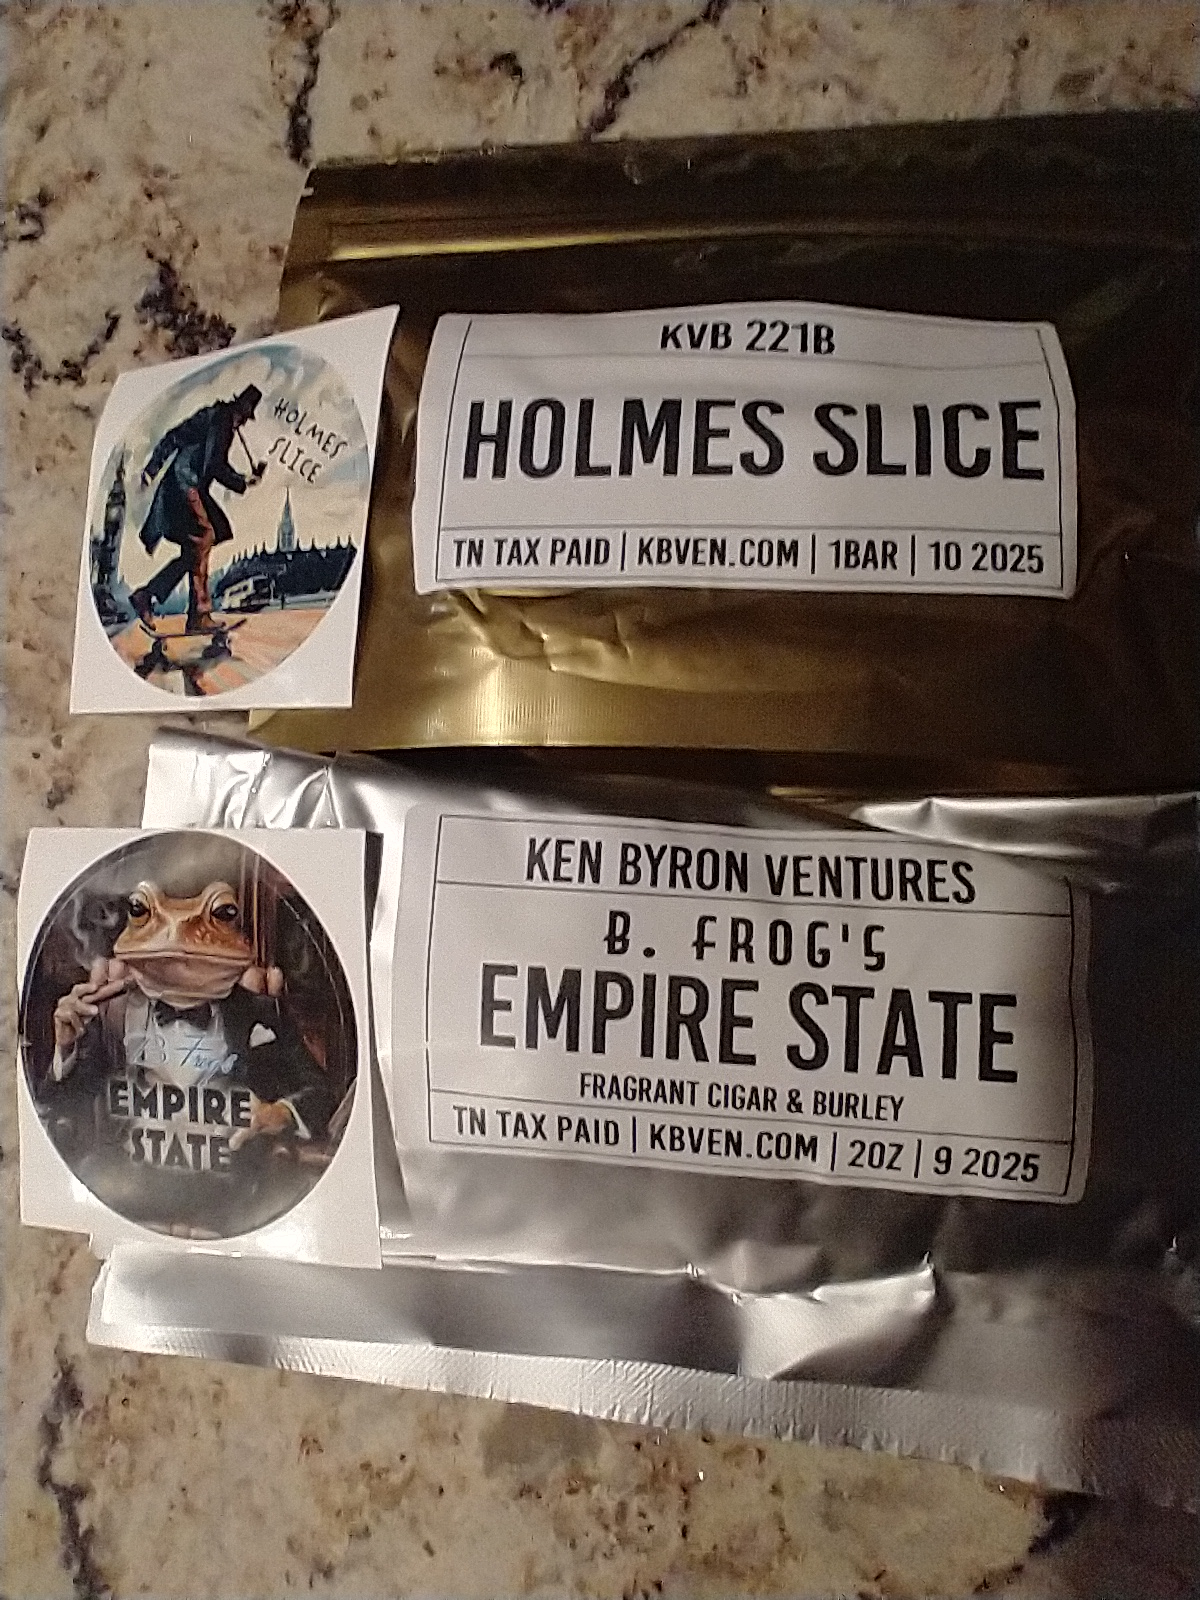 KVB 221B
HOLMES SLICE
TN TAX PAID | KBVEN.COM | 1BAR | 10 2025
HOLMES
SLICE
KEN BYRON VENTURES
B. FROG'S
EMPIRE STATE
FRAGRANT CIGAR & BURLEY
TN TAX PAID | KBVEN.COM | 2OZ | 9 2025
B Frog's
EMPIRE
STATE